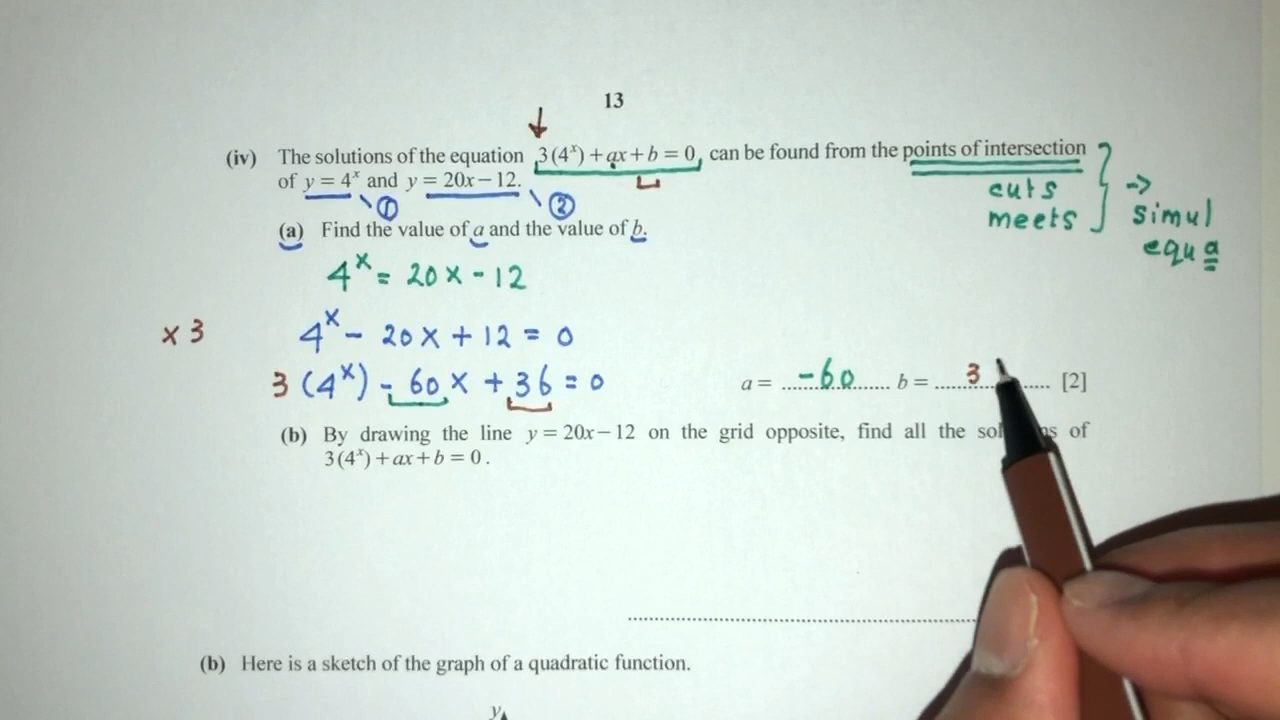 13
(iv) The solutions of the equation 3(4ˣ) + ax + b = 0, can be found from the points of intersection
of y = 4ˣ and y = 20x − 12.
① ②
cuts
meets
→
simul
equa
(a) Find the value of a and the value of b.
4ˣ = 20x - 12
x 3 4ˣ - 20x + 12 = 0
3 (4ˣ) - 60x + 36 = 0
a = .......... -60 .......... b = .......... 3 .......... [2]
(b) By drawing the line y = 20x − 12 on the grid opposite, find all the of
3(4ˣ) + ax + b = 0.
(b) Here is a sketch of the graph of a quadratic function.
y